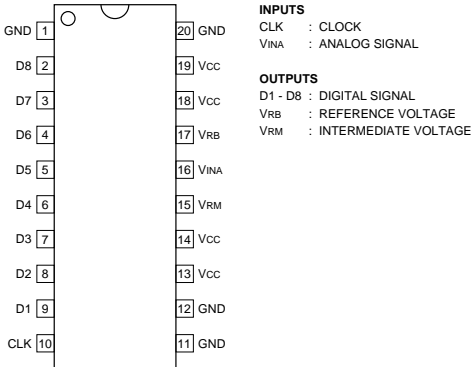 GND 1
D8 2
D7 3
D6 4
D5 5
D4 6
D3 7
D2 8
D1 9
CLK 10
20 GND
19 VCC
18 VCC
17 VRB
16 VINA
15 VRM
14 VCC
13 VCC
12 GND
11 GND
INPUTS
CLK : CLOCK
VINA : ANALOG SIGNAL
OUTPUTS
D1 - D8 : DIGITAL SIGNAL
VRB : REFERENCE VOLTAGE
VRM : INTERMEDIATE VOLTAGE